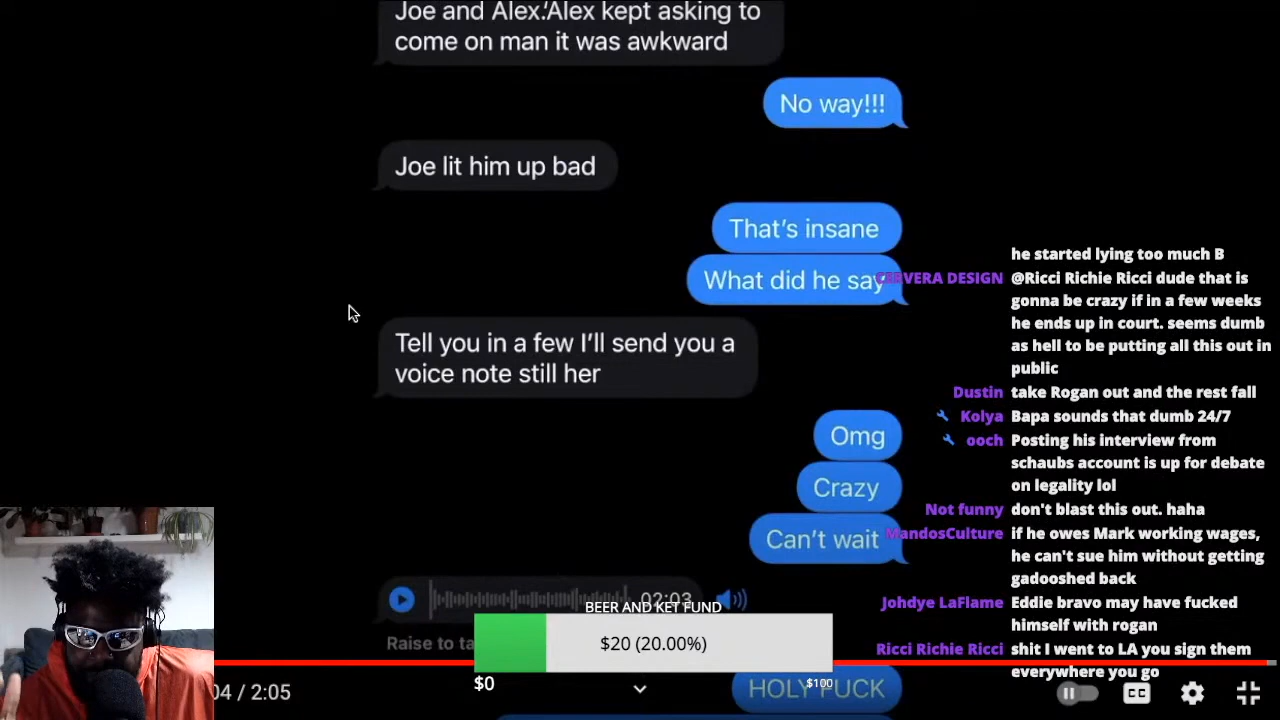 Joe and Alex.'Alex kept asking to
come on man it was awkward
No way!!!
Joe lit him up bad
That's insane
What did he say
Tell you in a few I'll send you a
voice note still her
Omg
Crazy
Can't wait
02:03
Raise to ta
HOLY FUCK
BEER AND KET FUND
$20 (20.00%)
$0
$100
04 / 2:05
CC
he started lying too much B
CERVERA DESIGN @Ricci Richie Ricci dude that is
gonna be crazy if in a few weeks
he ends up in court. seems dumb
as hell to be putting all this out in
public
Dustin take Rogan out and the rest fall
Kolya Bapa sounds that dumb 24/7
ooch Posting his interview from
schaubs account is up for debate
on legality lol
Not funny don't blast this out. haha
MandosCulture if he owes Mark working wages,
he can't sue him without getting
gadooshed back
Johdye LaFlame Eddie bravo may have fucked
himself with rogan
Ricci Richie Ricci shit I went to LA you sign them
everywhere you go